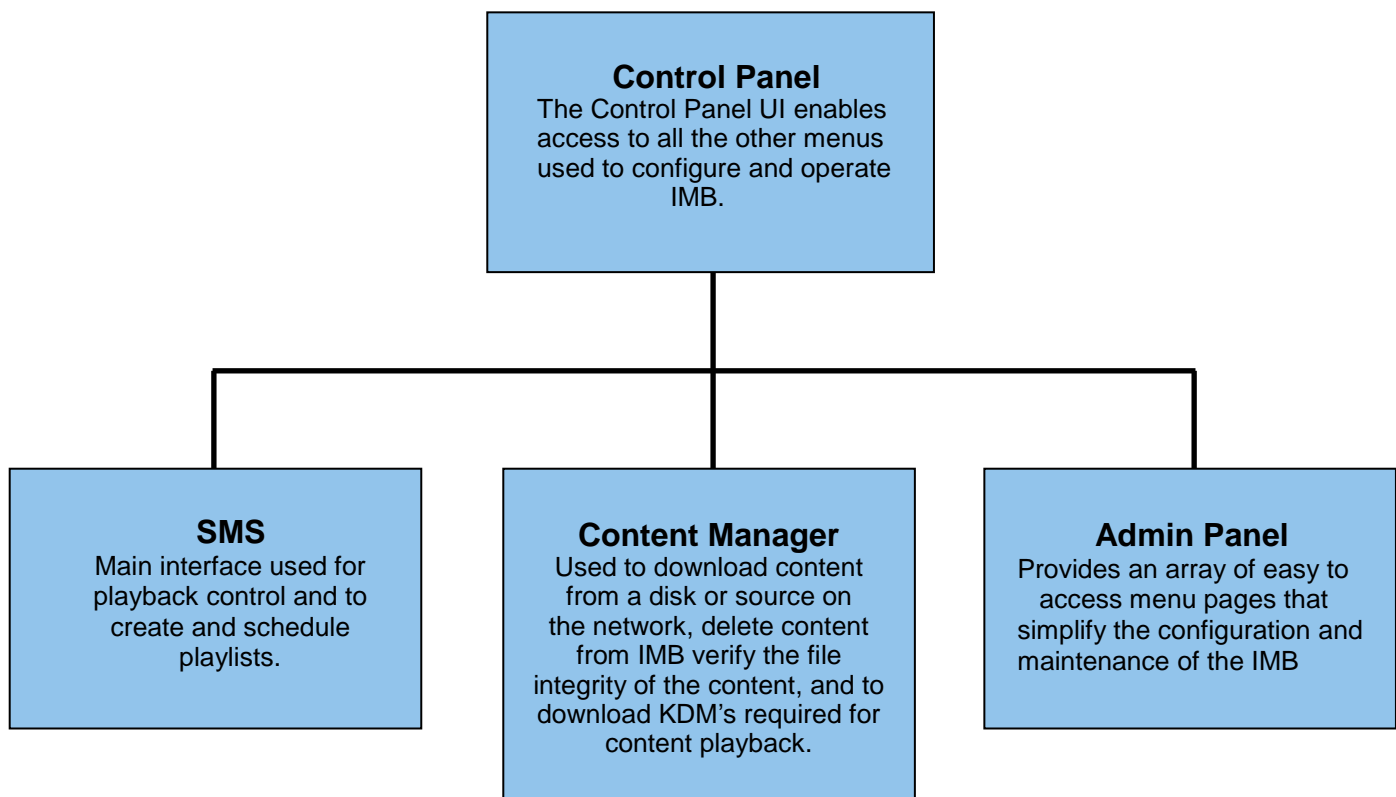 Control Panel
The Control Panel UI enables
access to all the other menus
used to configure and operate
IMB.
SMS
Main interface used for
playback control and to
create and schedule
playlists.
Content Manager
Used to download content
from a disk or source on
the network, delete content
from IMB verify the file
integrity of the content, and to
download KDM’s required for
content playback.
Admin Panel
Provides an array of easy to
access menu pages that
simplify the configuration and
maintenance of the IMB